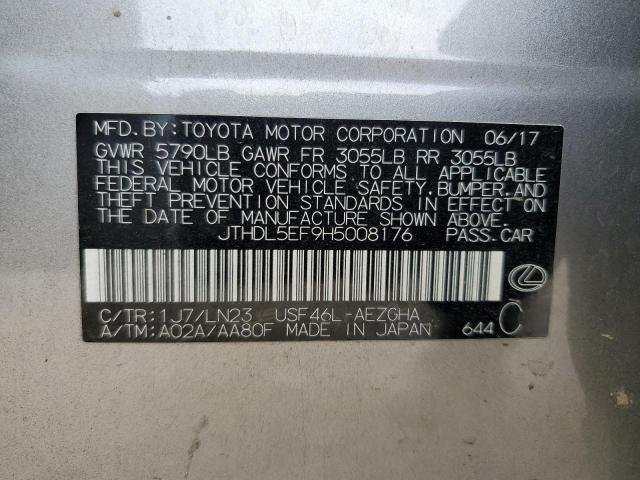 MFD. BY: TOYOTA MOTOR CORPORATION 06/17
GVWR 5790LB GAWR FR 3055LB RR 3055LB
THIS VEHICLE CONFORMS TO ALL APPLICABLE
FEDERAL MOTOR VEHICLE SAFETY, BUMPER, AND
THEFT PREVENTION STANDARDS IN EFFECT ON
THE DATE OF MANUFACTURE SHOWN ABOVE.
JTHDL5EF9H5008176 PASS. CAR
C/TR: 1J7/LN23 USF46L-AEZGHA
A/TM: A02A/AA80F MADE IN JAPAN 644 C